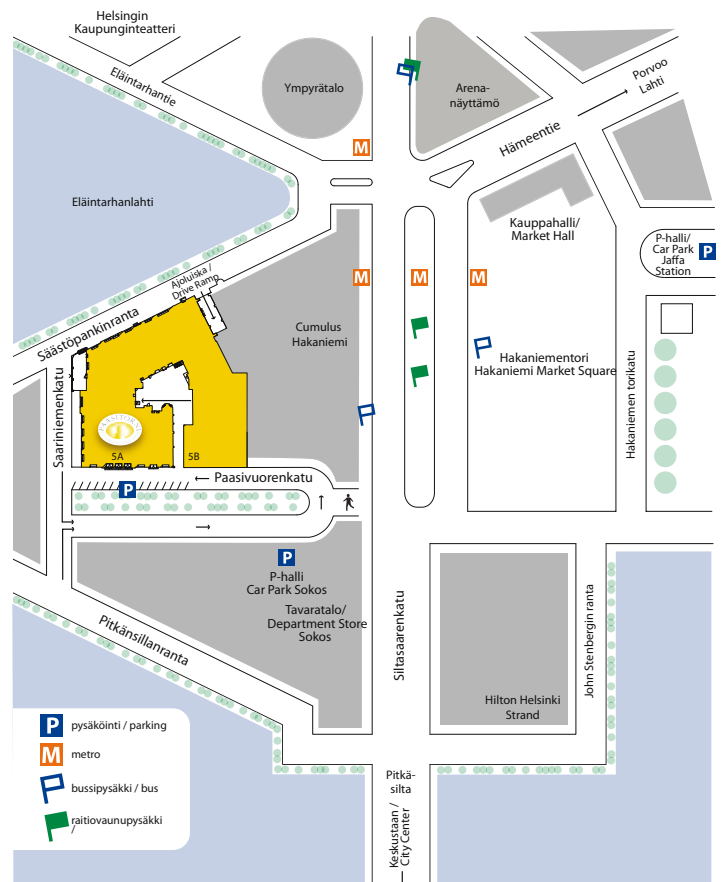 Helsingin
Kaupunginteatteri
Eläintarhantie
Ympyrätalo
Arena-
näyttämö
Porvoo
Lahti
Hämeentie
M
Eläintarhanlahti
Kauppahalli/
Market Hall
P-halli/
Car Park
Jaffa
Station
P
Ajoluiska /
Drive Ramp
M
M
M
Säästöpankinranta
Cumulus
Hakaniemi
Hakaniementori
Hakaniemi Market Square
Hakaniemen torikatu
Saariniemenkatu
PAASITORNI
5A
5B
Paasivuorenkatu
P
P
P-halli
Car Park Sokos
Tavaratalo/
Department Store
Sokos
Pitkänsillanranta
Siltasaarenkatu
John Stenbergin ranta
Hilton Helsinki
Strand
P pysäköinti / parking
M metro
bussipysäkki / bus
raitiovaunupysäkki
/
Pitkä-
silta
Keskustaan /
City Center